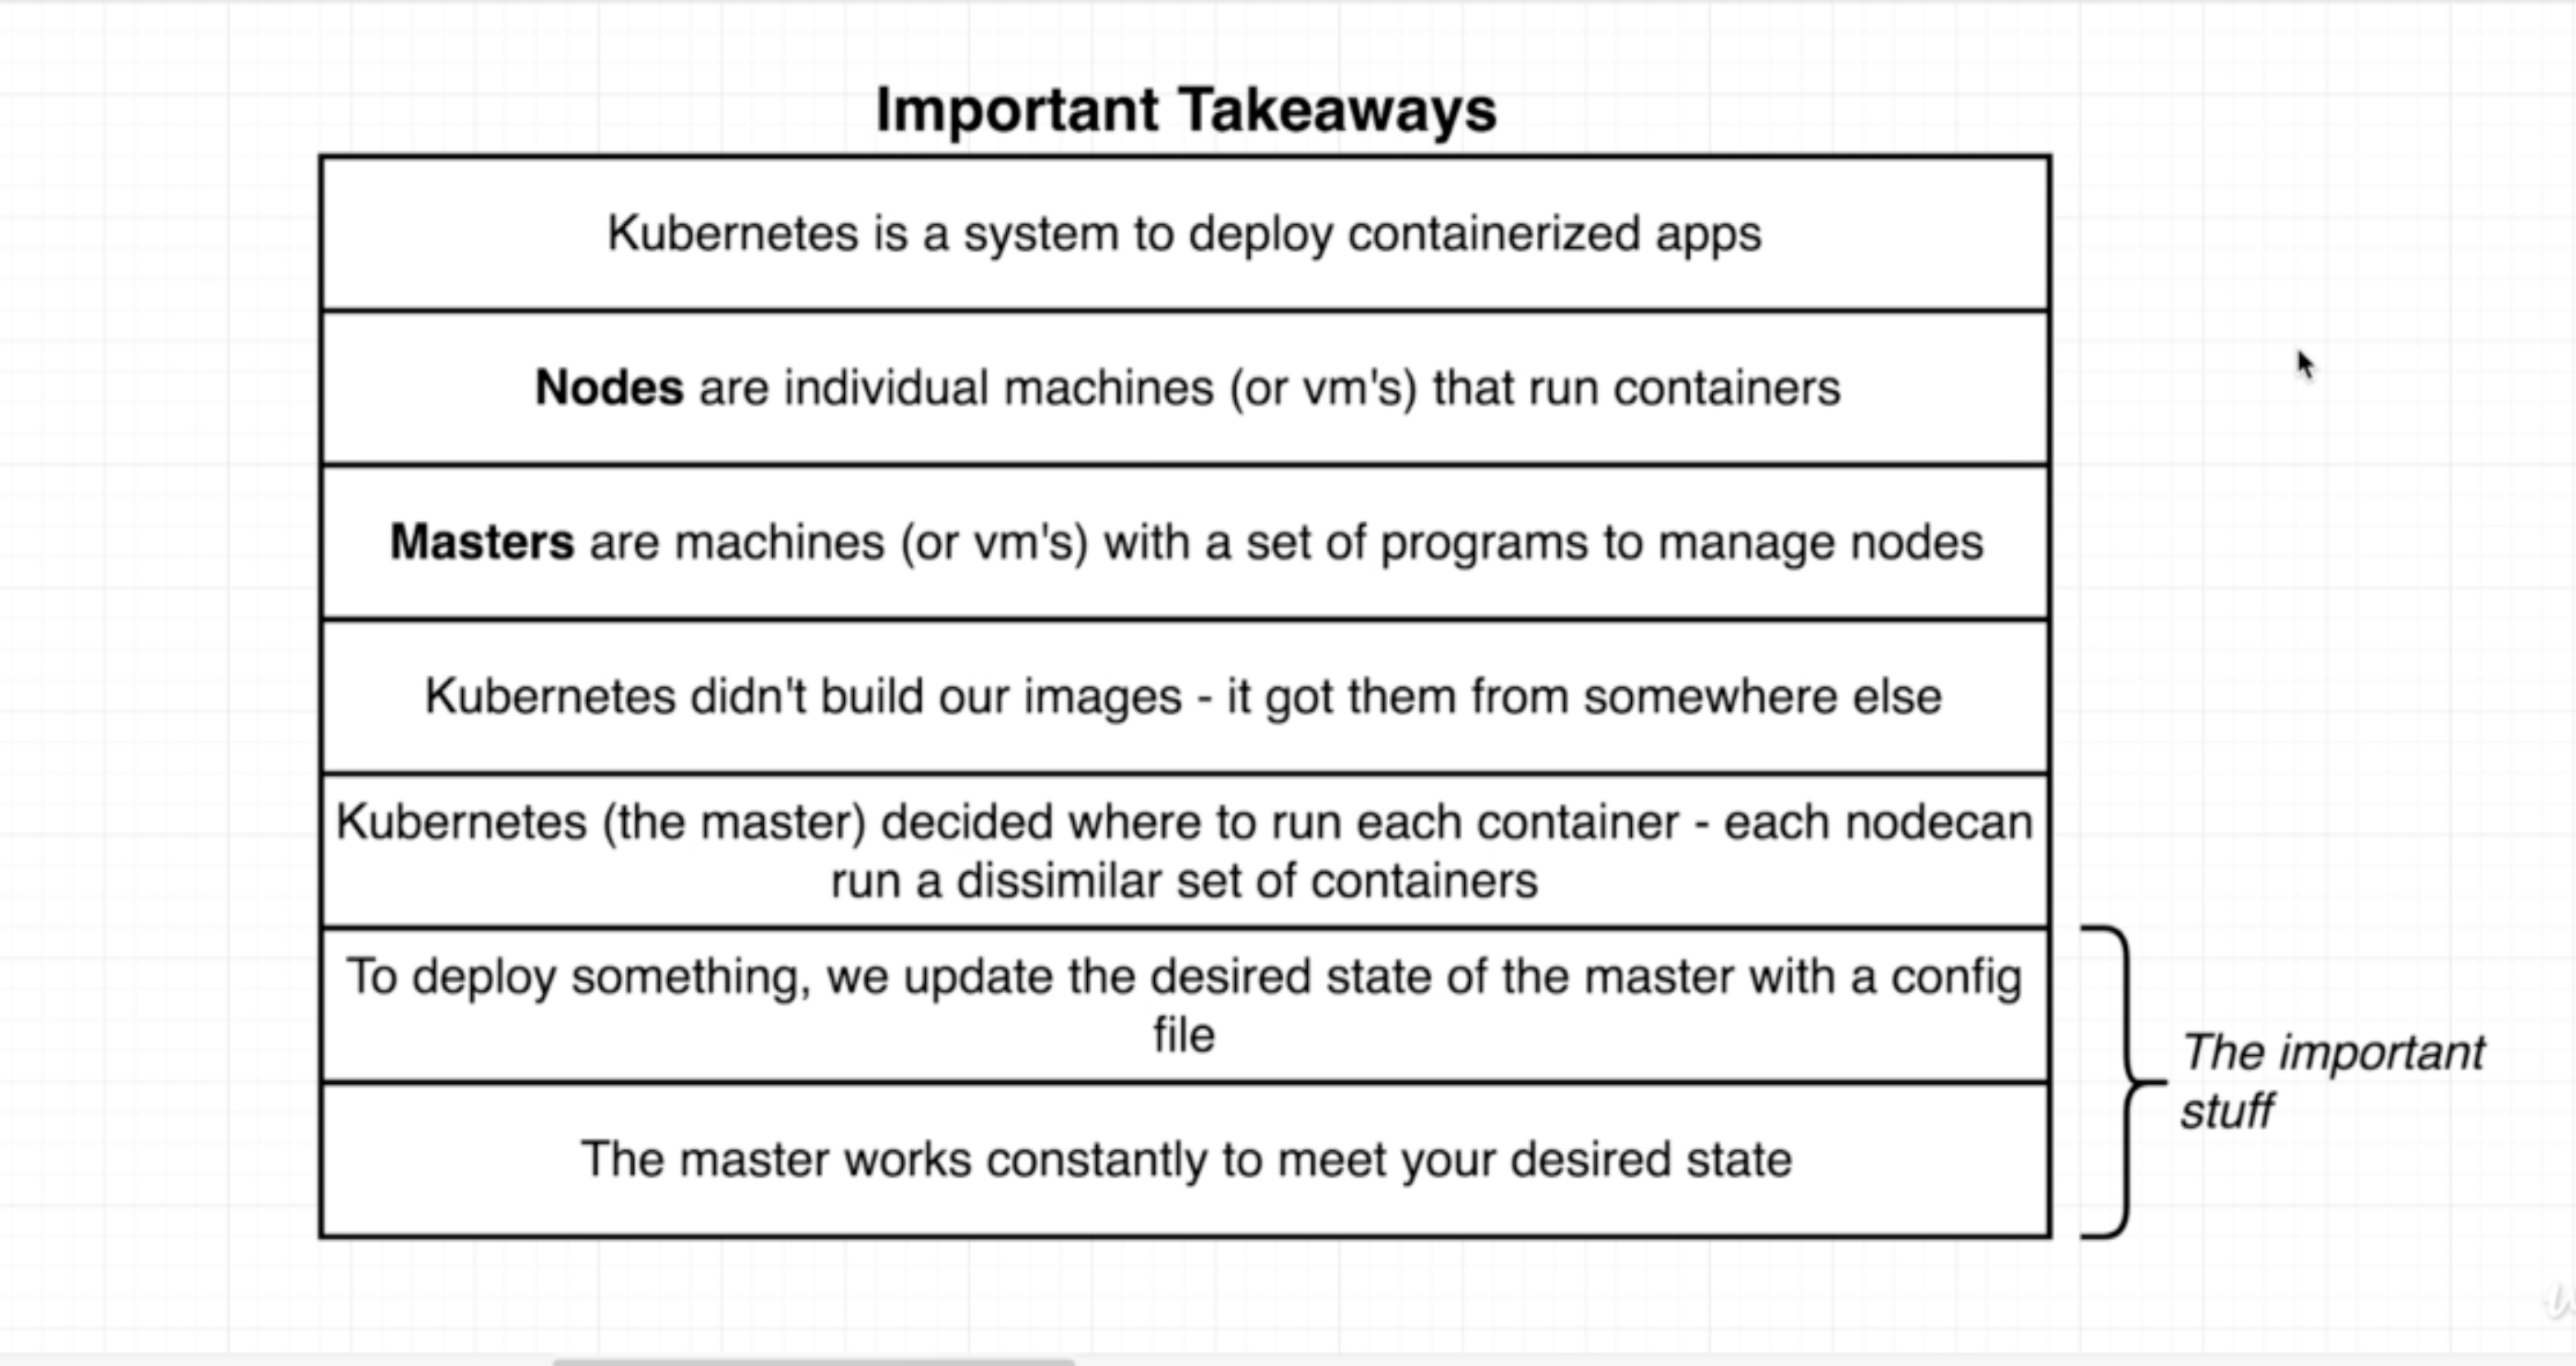 Important Takeaways
Kubernetes is a system to deploy containerized apps
Nodes are individual machines (or vm's) that run containers
Masters are machines (or vm's) with a set of programs to manage nodes
Kubernetes didn't build our images - it got them from somewhere else
Kubernetes (the master) decided where to run each container - each nodecan
run a dissimilar set of containers
To deploy something, we update the desired state of the master with a config
file
The master works constantly to meet your desired state
The important
stuff